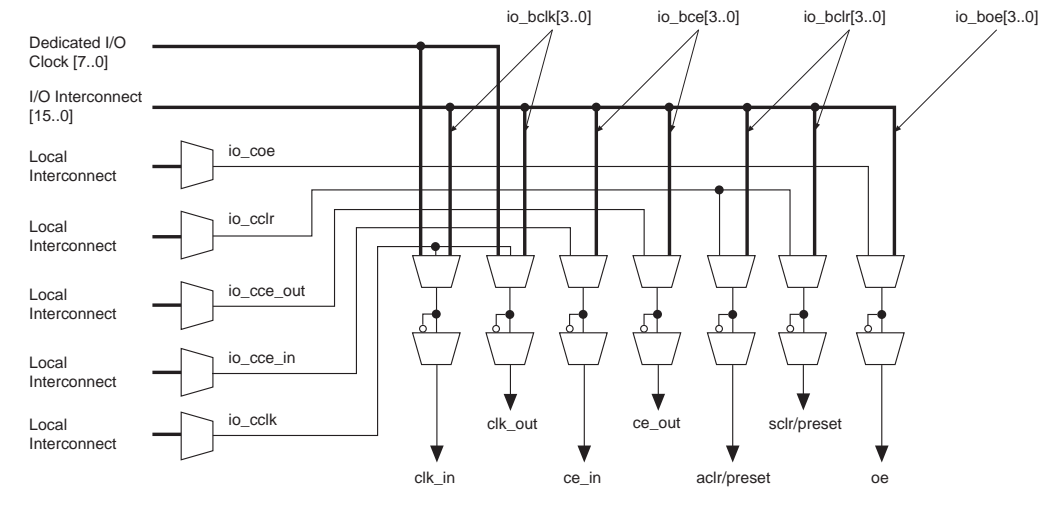 io_bclk[3..0]
io_bce[3..0]
io_bclr[3..0]
io_boe[3..0]
Dedicated I/O
Clock [7..0]
I/O Interconnect
[15..0]
Local
Interconnect
io_coe
Local
Interconnect
io_cclr
Local
Interconnect
io_cce_out
Local
Interconnect
io_cce_in
Local
Interconnect
io_cclk
clk_out
ce_out
sclr/preset
clk_in
ce_in
aclr/preset
oe